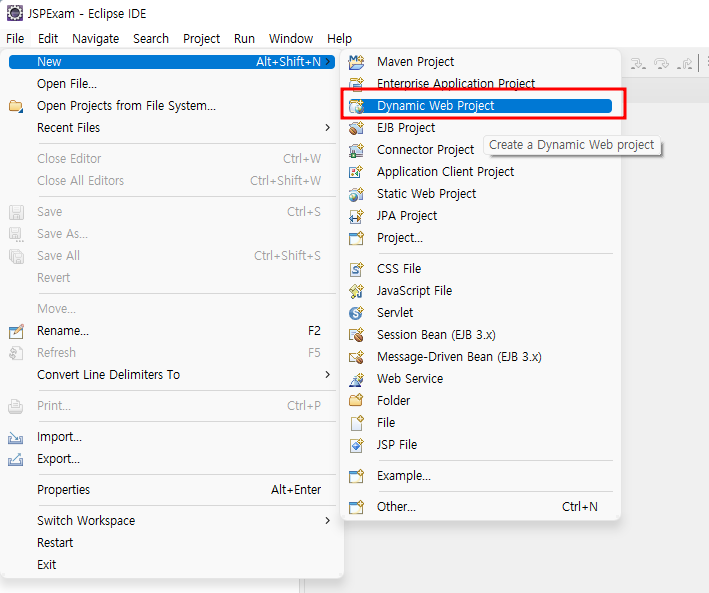 JSPExam - Eclipse IDE
File Edit Navigate Search Project Run Window Help
New Alt+Shift+N
Open File...
Open Projects from File System...
Recent Files
Close Editor Ctrl+W
Close All Editors Ctrl+Shift+W
Save Ctrl+S
Save As...
Save All Ctrl+Shift+S
Revert
Move...
Rename... F2
Refresh F5
Convert Line Delimiters To
Print... Ctrl+P
Import...
Export...
Properties Alt+Enter
Switch Workspace
Restart
Exit
Maven Project
Enterprise Application Project
Dynamic Web Project
EJB Project
Connector Project
Create a Dynamic Web project
Application Client Project
Static Web Project
JPA Project
Project...
CSS File
JavaScript File
Servlet
Session Bean (EJB 3.x)
Message-Driven Bean (EJB 3.x)
Web Service
Folder
File
JSP File
Example...
Other... Ctrl+N